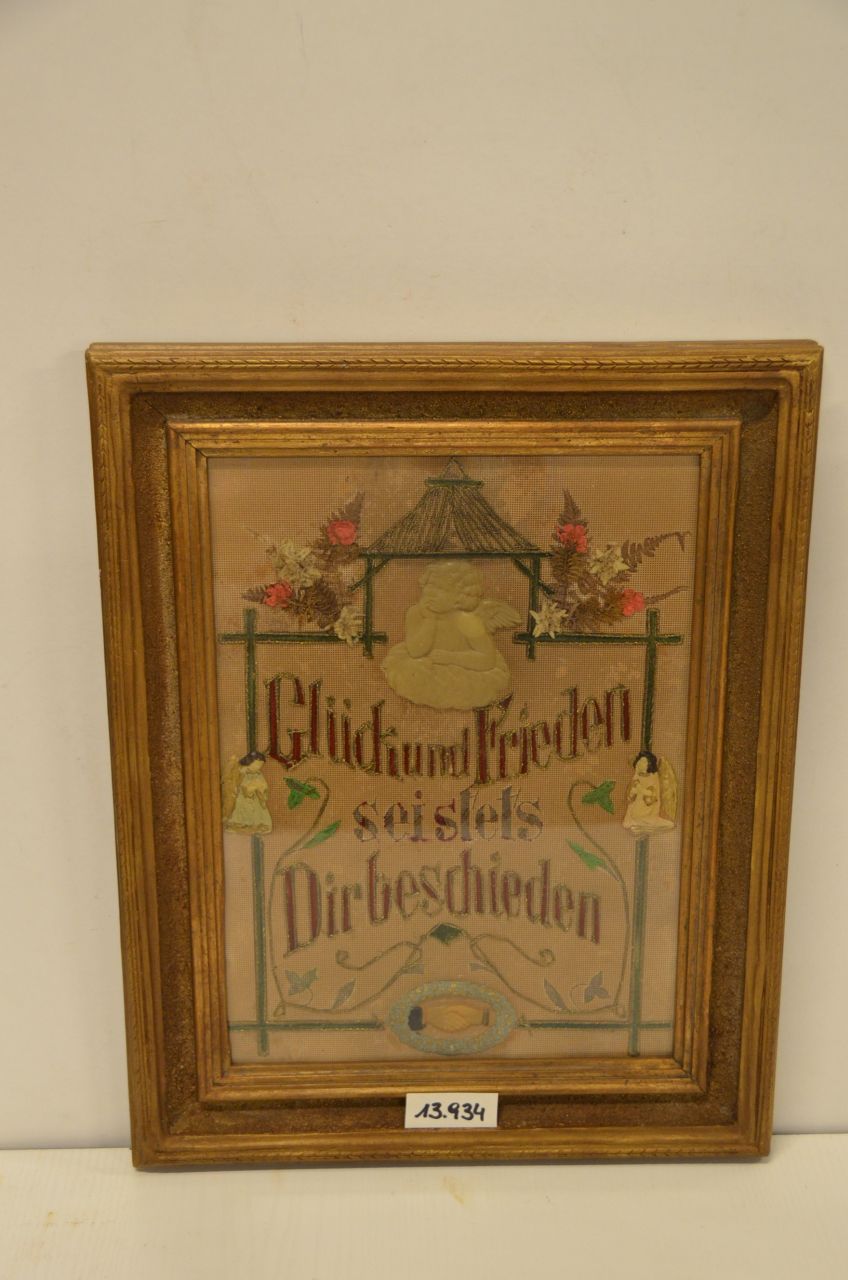 Glück und Frieden
sei stets
Dir beschieden
13.934